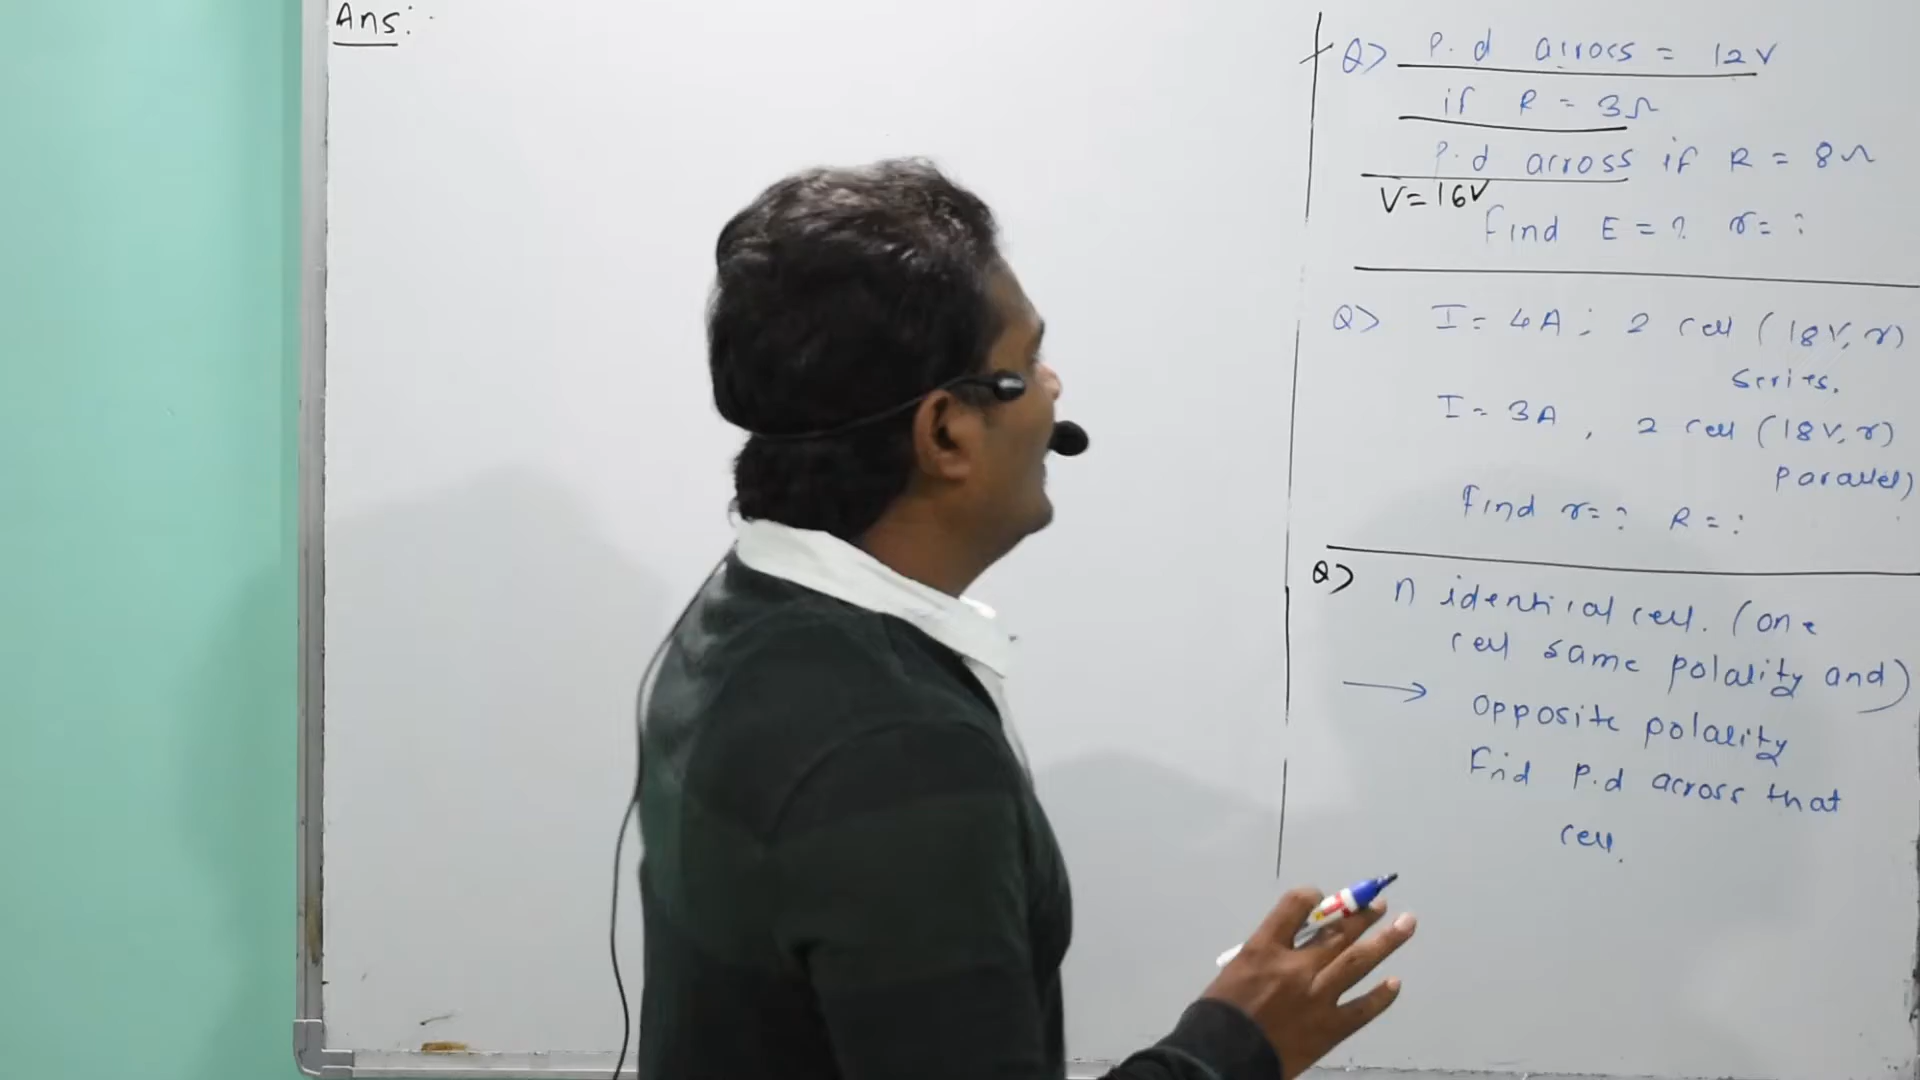 Ans:
Q> P.d across = 12V
if R = 3Ω
P.d across if R = 8Ω
V=16V
Find E = ? r= ?
Q> I = 4A ; 2 cell (18V, r)
Series.
I = 3A , 2 cell (18V, r)
parallel)
Find r= ? R = ?
Q> n identical cell. (one
cell same polality and)
→ opposite polality
Find P.d across that
cell.